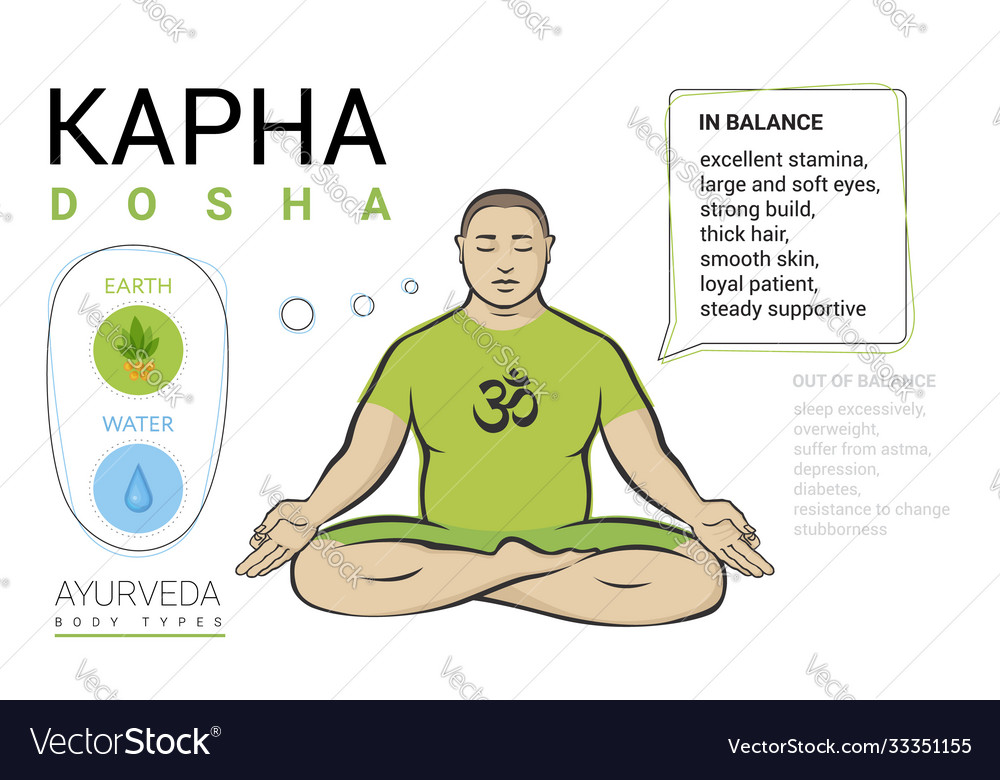 KAPHA
DOSHA
EARTH
WATER
AYURVEDA
BODY TYPES
IN BALANCE
excellent stamina,
large and soft eyes,
strong build,
thick hair,
smooth skin,
loyal patient,
steady supportive
OUT OF BALANCE
sleep excessively,
overweight,
suffer from astma,
depression,
diabetes,
resistance to change
stubborness
ॐ
VectorStock®
VectorStock.com/33351155